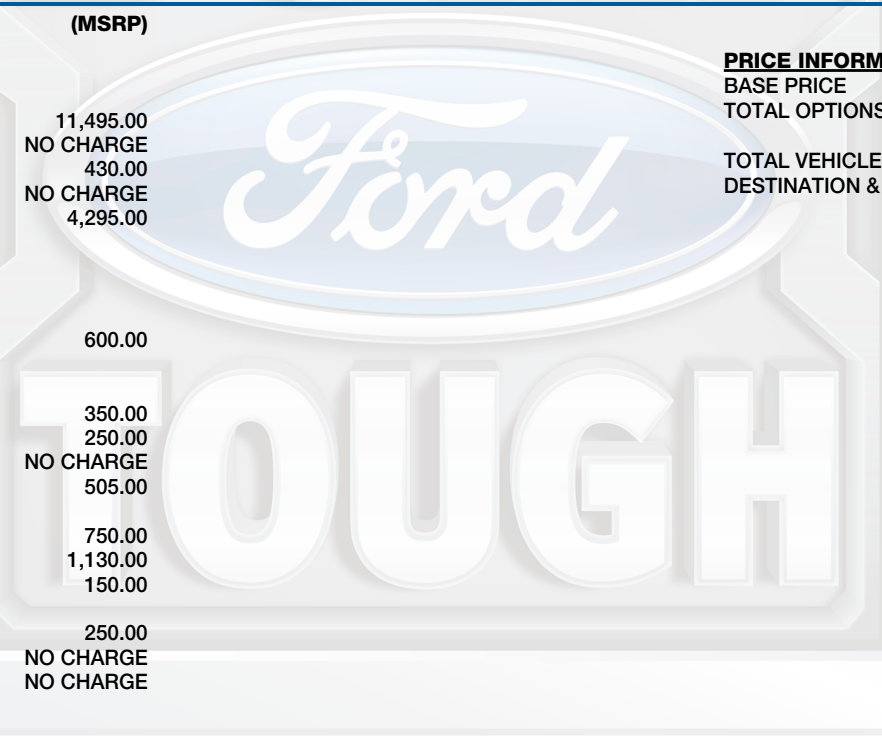 (MSRP)
11,495.00
NO CHARGE
430.00
NO CHARGE
4,295.00
600.00
350.00
250.00
NO CHARGE
505.00
750.00
1,130.00
150.00
250.00
NO CHARGE
NO CHARGE
PRICE INFORM
BASE PRICE
TOTAL OPTIONS
TOTAL VEHICLE
DESTINATION &
Ford
TOUGH